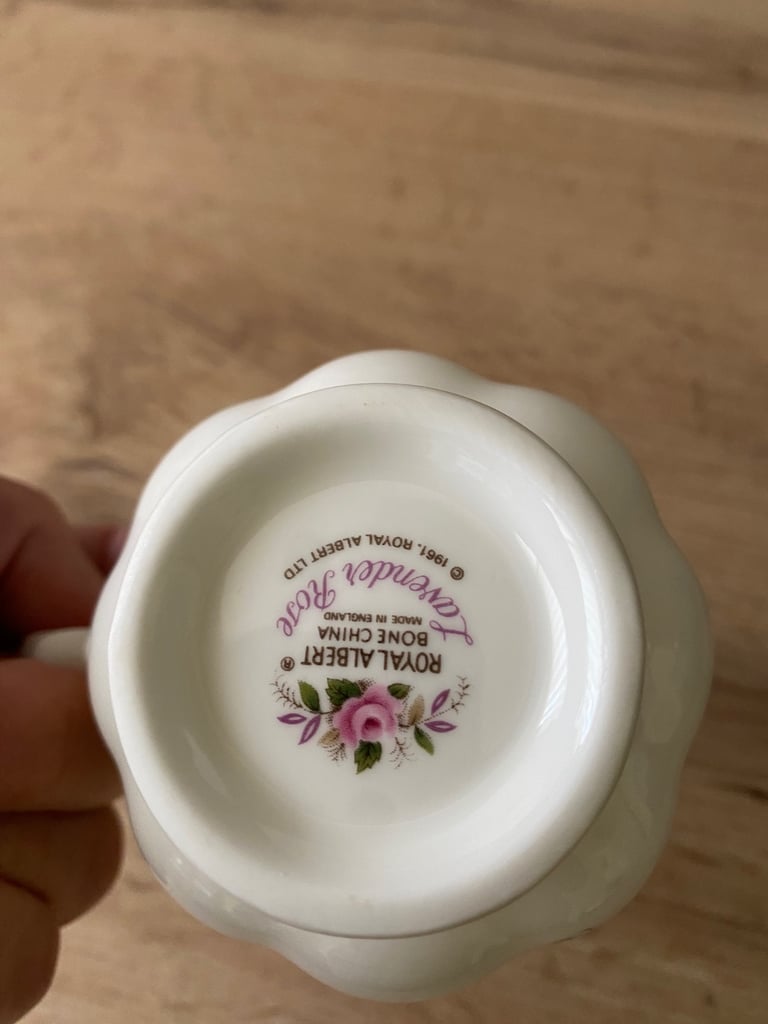 ROYAL ALBERT ®
BONE CHINA
MADE IN ENGLAND
Lavender Rose
© 1961. ROYAL ALBERT LTD